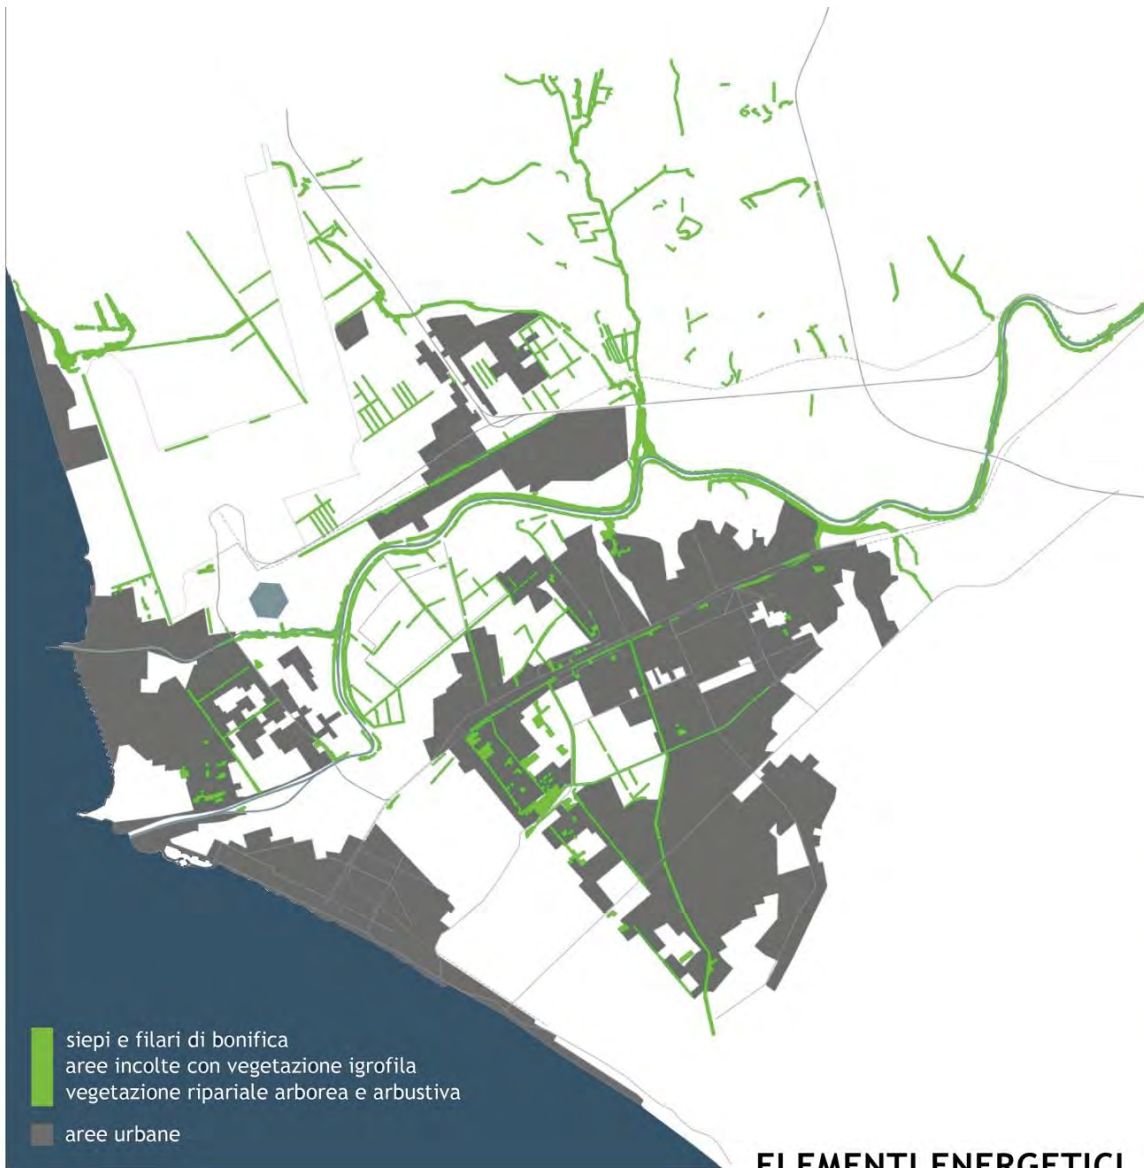 siepi e filari di bonifica
aree incolte con vegetazione igrofila
vegetazione ripariale arborea e arbustiva
aree urbane
ELEMENTI ENERGETICI